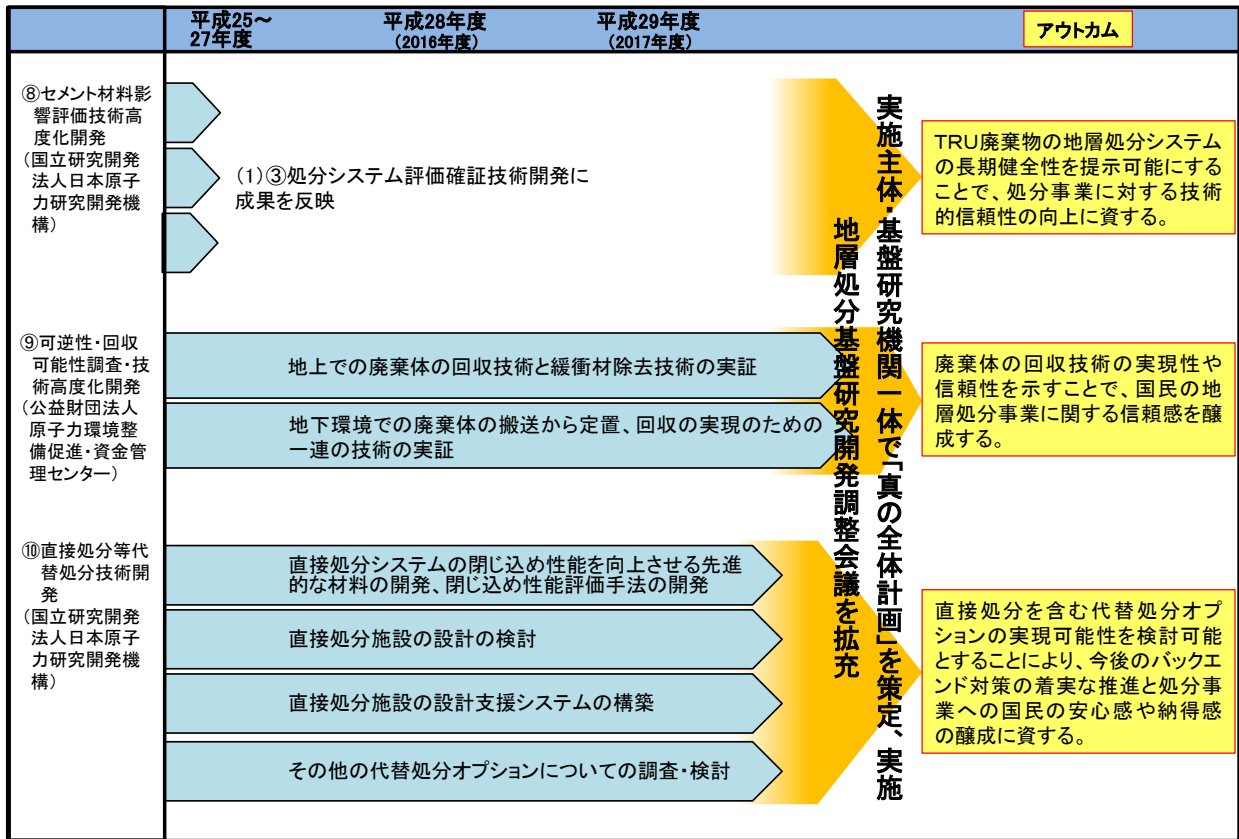 平成25～
27年度
平成28年度
(2016年度)
平成29年度
(2017年度)
アウトカム
⑧セメント材料影
響評価技術高
度化開発
(国立研究開発
法人日本原子
力研究開発機
構)
(1)③処分システム評価確証技術開発に
成果を反映
TRU廃棄物の地層処分システム
の長期健全性を提示可能にする
ことで、処分事業に対する技術
的信頼性の向上に資する。
⑨可逆性・回収
可能性調査・技
術高度化開発
(公益財団法人
原子力環境整
備促進・資金管
理センター)
地上での廃棄体の回収技術と緩衝材除去技術の実証
地下環境での廃棄体の搬送から定置、回収の実現のための
一連の技術の実証
廃棄体の回収技術の実現性や
信頼性を示すことで、国民の地
層処分事業に関する信頼感を醸
成する。
⑩直接処分等代
替処分技術開
発
(国立研究開発
法人日本原子
力研究開発機
構)
直接処分システムの閉じ込め性能を向上させる先進
的な材料の開発、閉じ込め性能評価手法の開発
直接処分施設の設計の検討
直接処分施設の設計支援システムの構築
その他の代替処分オプションについての調査・検討
直接処分を含む代替処分オ
プションの実現可能性を検討可能
とすることにより、今後のバックエ
ンド対策の着実な推進と処分事
業への国民の安心感や納得感
の醸成に資する。
実施主体・基盤研究機関一体で「真の全体計画」を策定、実施
地層処分基盤研究開発調整会議を拡充